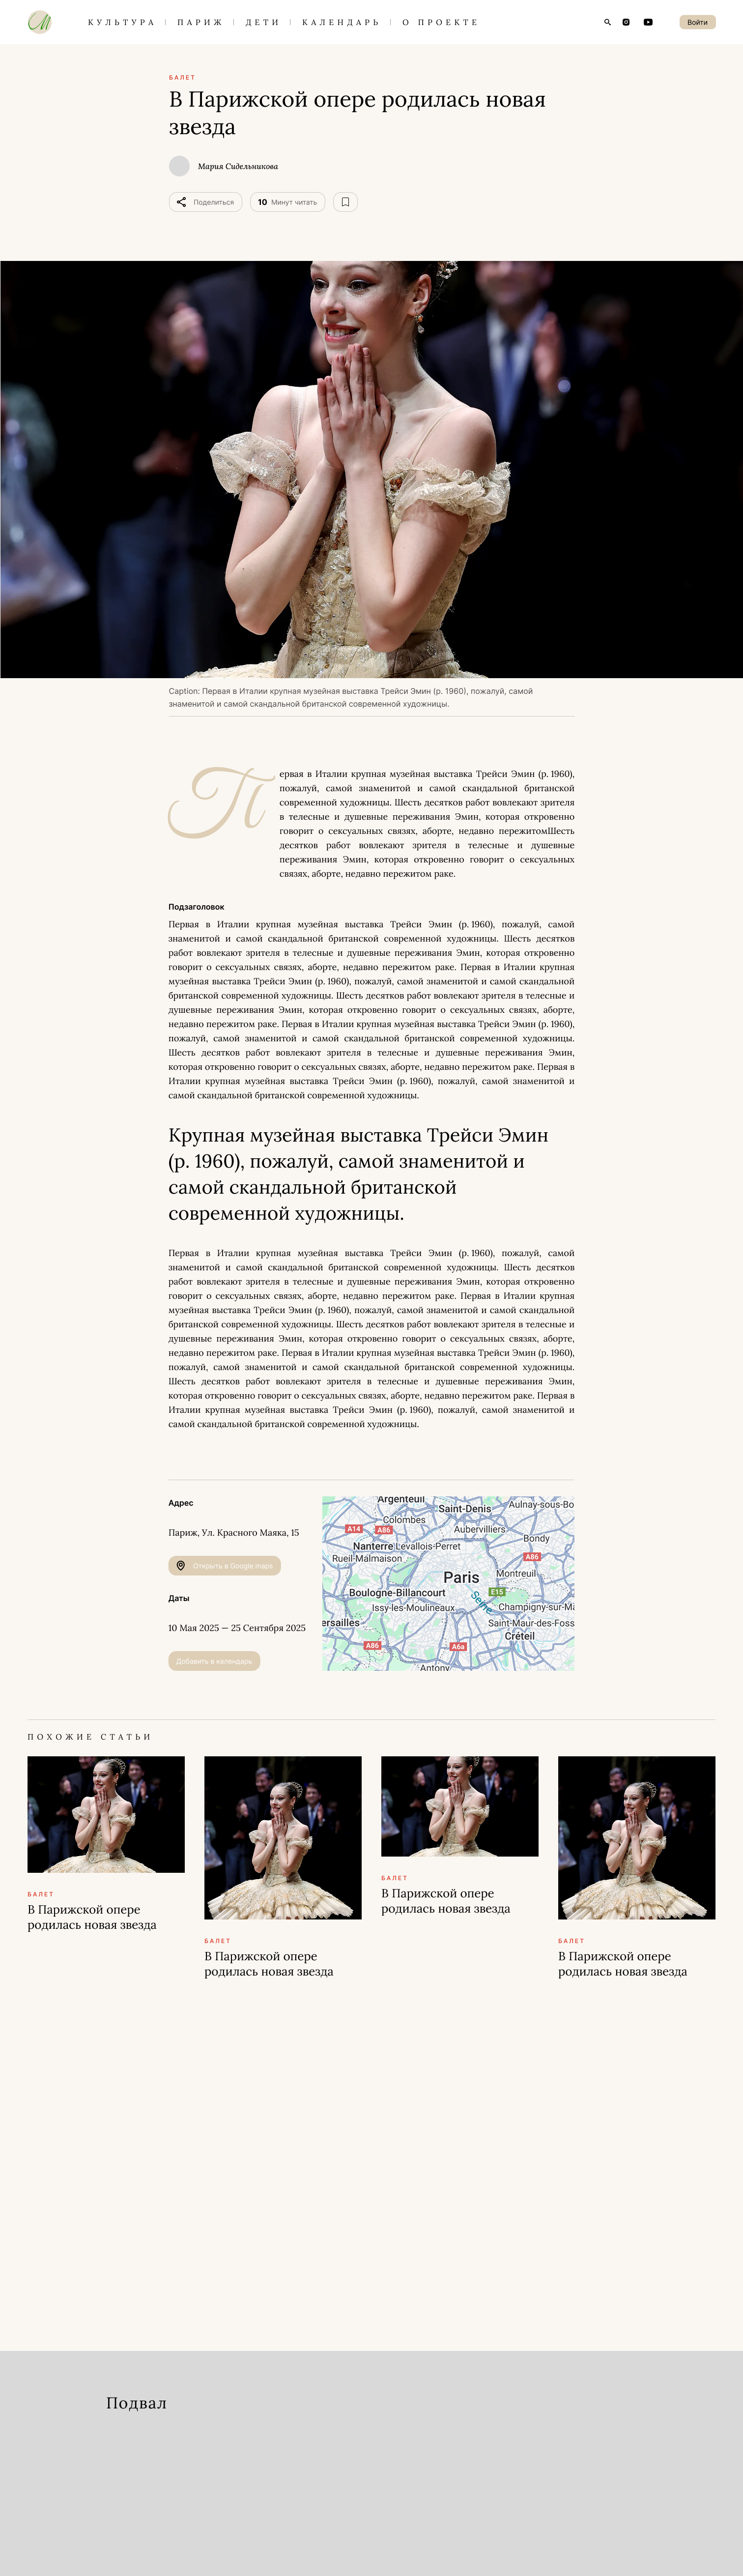 М
КУЛЬТУРА | ПАРИЖ | ДЕТИ | КАЛЕНДАРЬ | О ПРОЕКТЕ
Войти
БАЛЕТ
В Парижской опере родилась новая
звезда
Мария Сидельникова
Поделиться
10 Минут читать
Caption: Первая в Италии крупная музейная выставка Трейси Эмин (р. 1960), пожалуй, самой
знаменитой и самой скандальной британской современной художницы.
П
ервая в Италии крупная музейная выставка Трейси Эмин (р. 1960),
пожалуй, самой знаменитой и самой скандальной британской
современной художницы. Шесть десятков работ вовлекают зрителя
в телесные и душевные переживания Эмин, которая откровенно
говорит о сексуальных связях, аборте, недавно пережитомШесть
десятков работ вовлекают зрителя в телесные и душевные
переживания Эмин, которая откровенно говорит о сексуальных
связях, аборте, недавно пережитом раке.
Подзаголовок
Первая в Италии крупная музейная выставка Трейси Эмин (р. 1960), пожалуй, самой
знаменитой и самой скандальной британской современной художницы. Шесть десятков
работ вовлекают зрителя в телесные и душевные переживания Эмин, которая откровенно
говорит о сексуальных связях, аборте, недавно пережитом раке. Первая в Италии крупная
музейная выставка Трейси Эмин (р. 1960), пожалуй, самой знаменитой и самой скандальной
британской современной художницы. Шесть десятков работ вовлекают зрителя в телесные и
душевные переживания Эмин, которая откровенно говорит о сексуальных связях, аборте,
недавно пережитом раке. Первая в Италии крупная музейная выставка Трейси Эмин (р. 1960),
пожалуй, самой знаменитой и самой скандальной британской современной художницы.
Шесть десятков работ вовлекают зрителя в телесные и душевные переживания Эмин,
которая откровенно говорит о сексуальных связях, аборте, недавно пережитом раке. Первая в
Италии крупная музейная выставка Трейси Эмин (р. 1960), пожалуй, самой знаменитой и
самой скандальной британской современной художницы.
Крупная музейная выставка Трейси Эмин
(р. 1960), пожалуй, самой знаменитой и
самой скандальной британской
современной художницы.
Первая в Италии крупная музейная выставка Трейси Эмин (р. 1960), пожалуй, самой
знаменитой и самой скандальной британской современной художницы. Шесть десятков
работ вовлекают зрителя в телесные и душевные переживания Эмин, которая откровенно
говорит о сексуальных связях, аборте, недавно пережитом раке. Первая в Италии крупная
музейная выставка Трейси Эмин (р. 1960), пожалуй, самой знаменитой и самой скандальной
британской современной художницы. Шесть десятков работ вовлекают зрителя в телесные и
душевные переживания Эмин, которая откровенно говорит о сексуальных связях, аборте,
недавно пережитом раке. Первая в Италии крупная музейная выставка Трейси Эмин (р. 1960),
пожалуй, самой знаменитой и самой скандальной британской современной художницы.
Шесть десятков работ вовлекают зрителя в телесные и душевные переживания Эмин,
которая откровенно говорит о сексуальных связях, аборте, недавно пережитом раке. Первая в
Италии крупная музейная выставка Трейси Эмин (р. 1960), пожалуй, самой знаменитой и
самой скандальной британской современной художницы.
Адрес
Париж, Ул. Красного Маяка, 15
Открыть в Google maps
Даты
10 Мая 2025 — 25 Сентября 2025
Добавить в календарь
Argenteuil
Saint-Denis
Aulnay-sous-Bo
Colombes
A14
A86
Aubervilliers
Bondy
Nanterre
Levallois-Perret
Rueil-Malmaison
A86
Paris
Montreuil
Boulogne-Billancourt
E15
Seine
Issy-les-Moulineaux
Champigny-sur-Ma
ersailles
Saint-Maur-des-Foss
Créteil
A86
A6a
Antony
ПОХОЖИЕ СТАТЬИ
БАЛЕТ
В Парижской опере
родилась новая звезда
БАЛЕТ
В Парижской опере
родилась новая звезда
БАЛЕТ
В Парижской опере
родилась новая звезда
БАЛЕТ
В Парижской опере
родилась новая звезда
Подвал